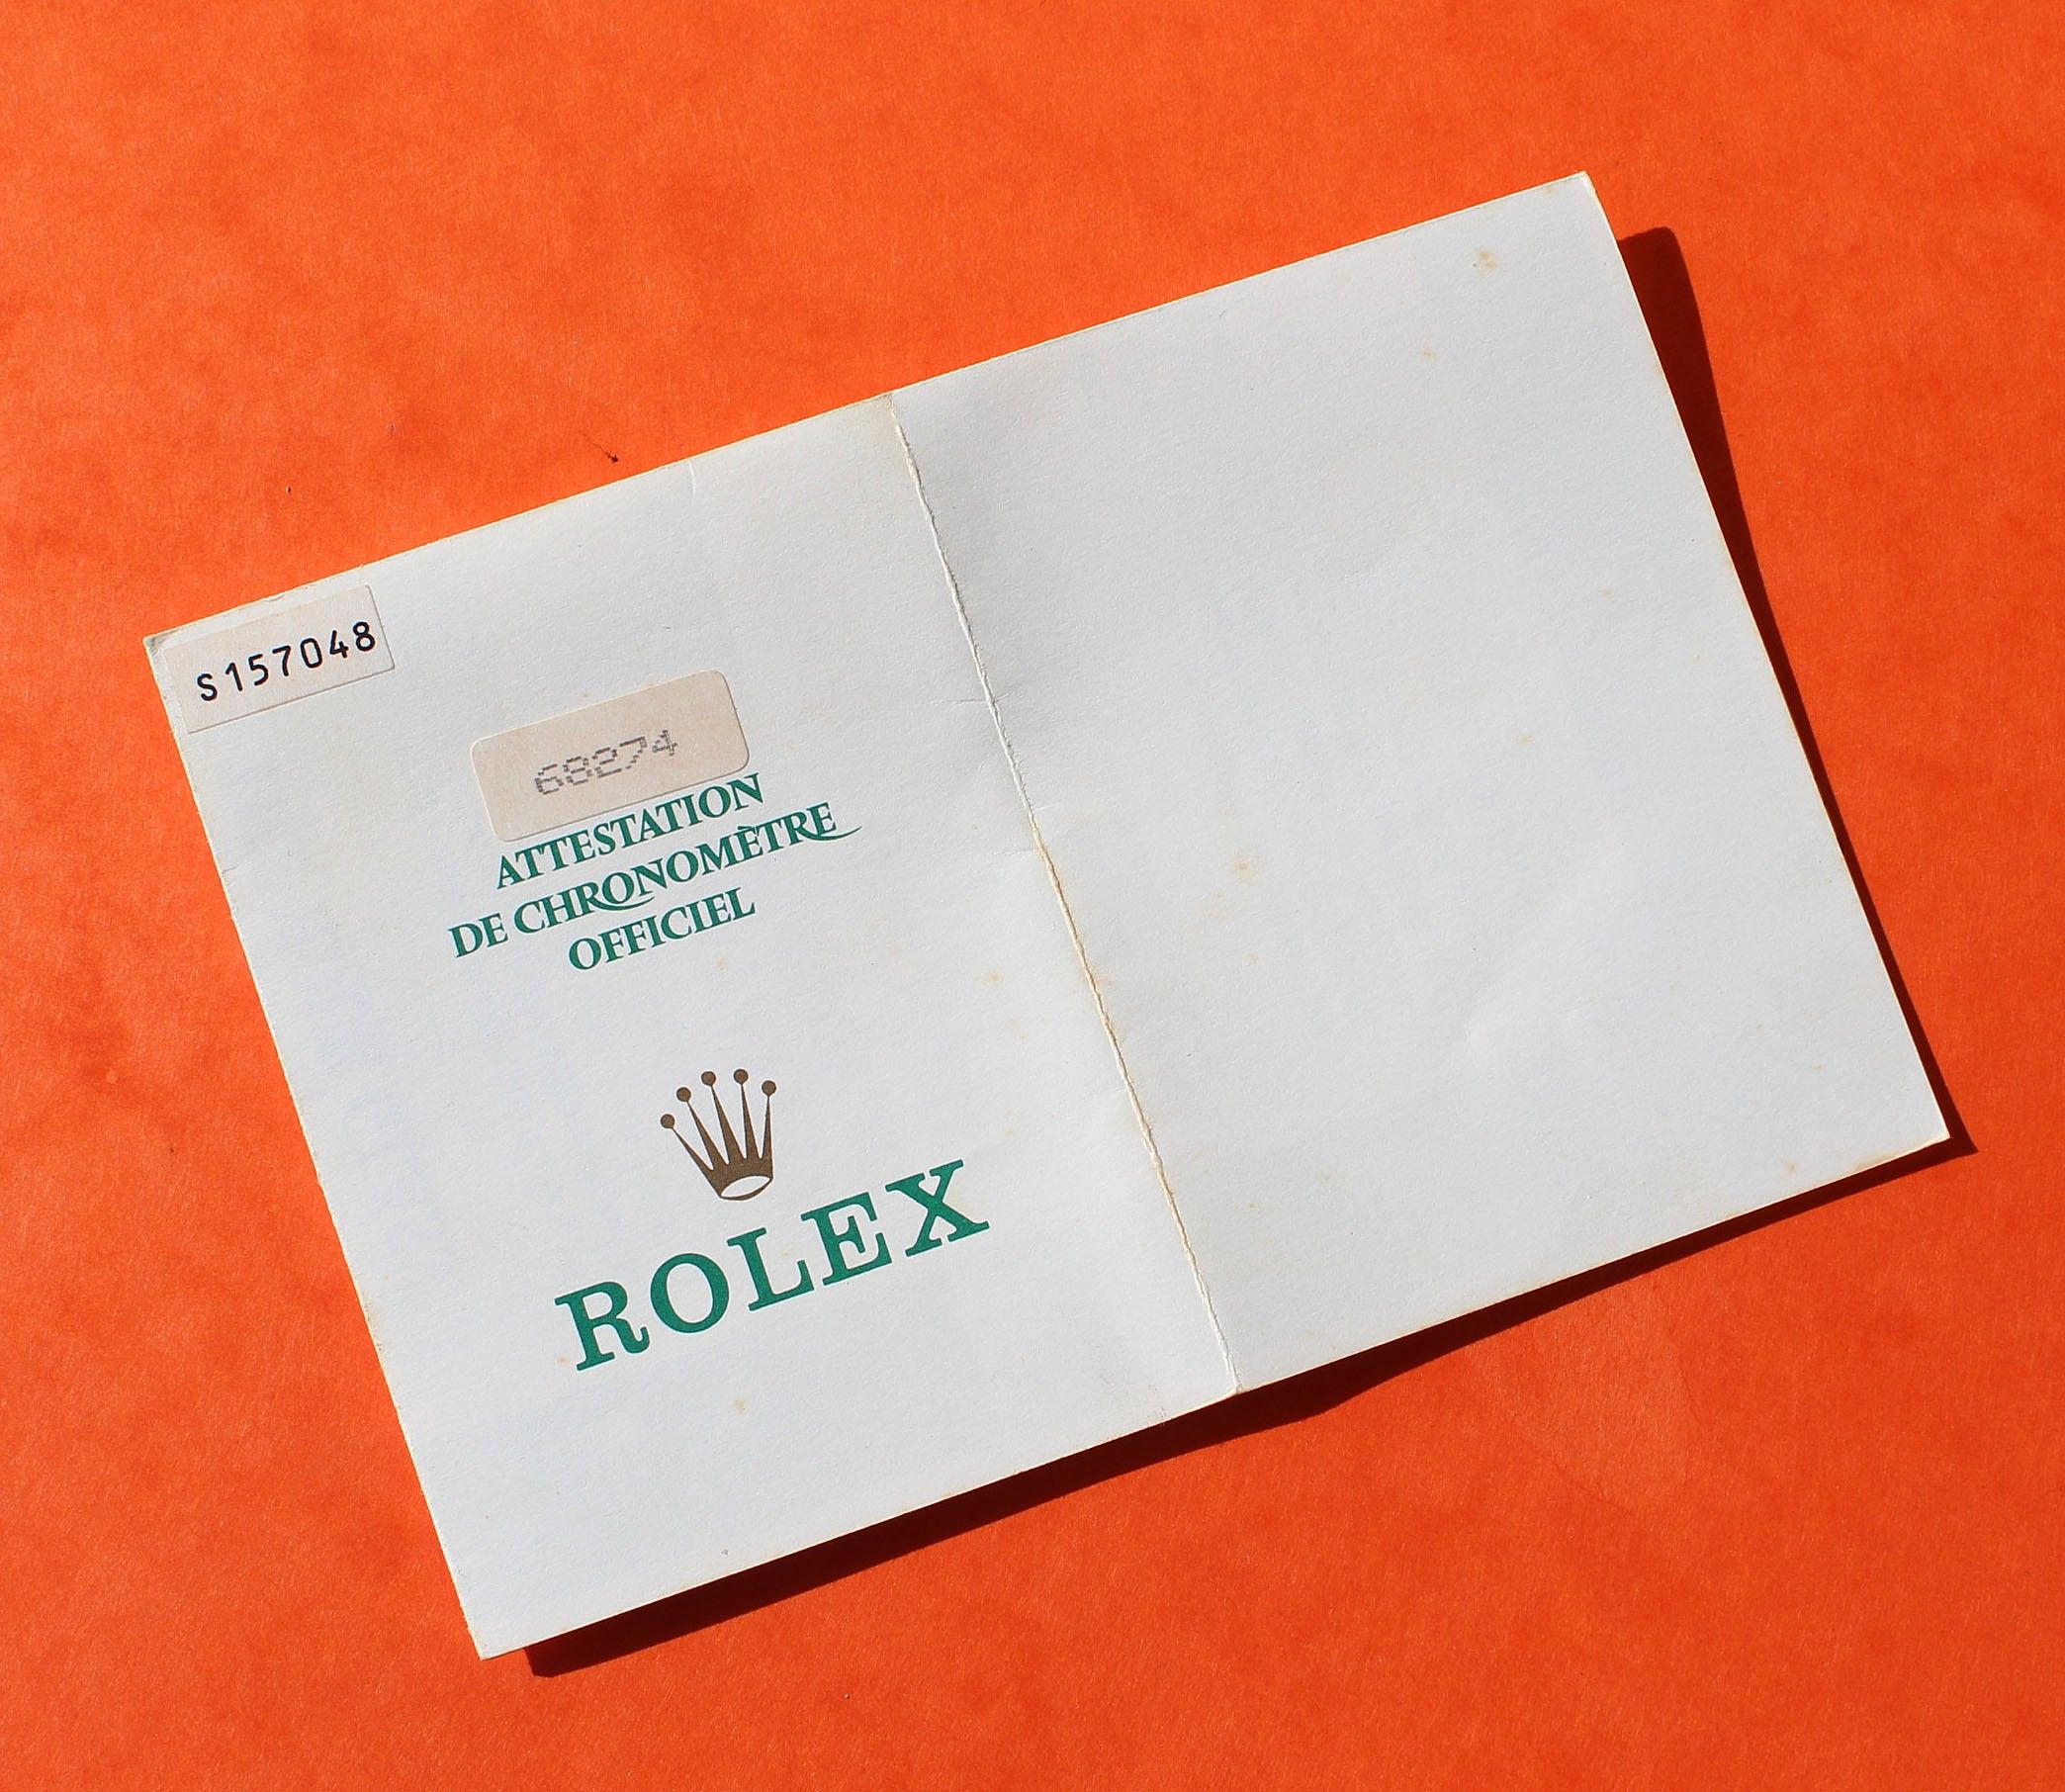 S157048
68274
ATTESTATION
DE CHRONOMÈTRE
OFFICIEL
ROLEX